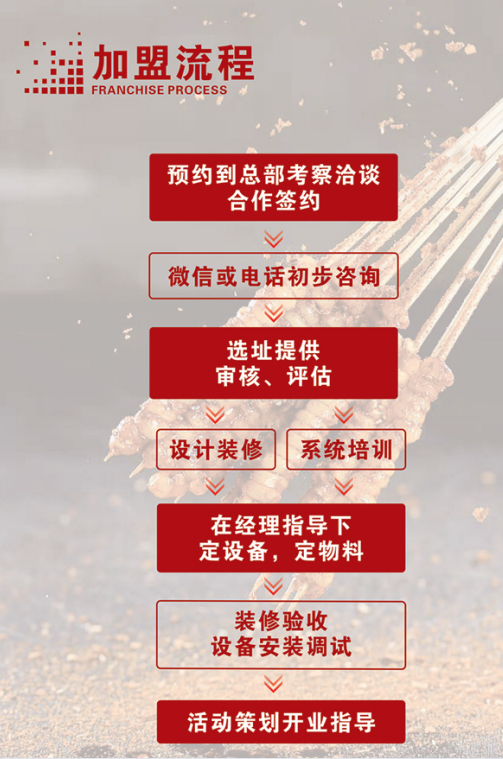 加盟流程
FRANCHISE PROCESS
预约到总部考察洽谈
合作签约
微信或电话初步咨询
选址提供
审核、评估
设计装修
系统培训
在经理指导下
定设备，定物料
装修验收
设备安装调试
活动策划开业指导